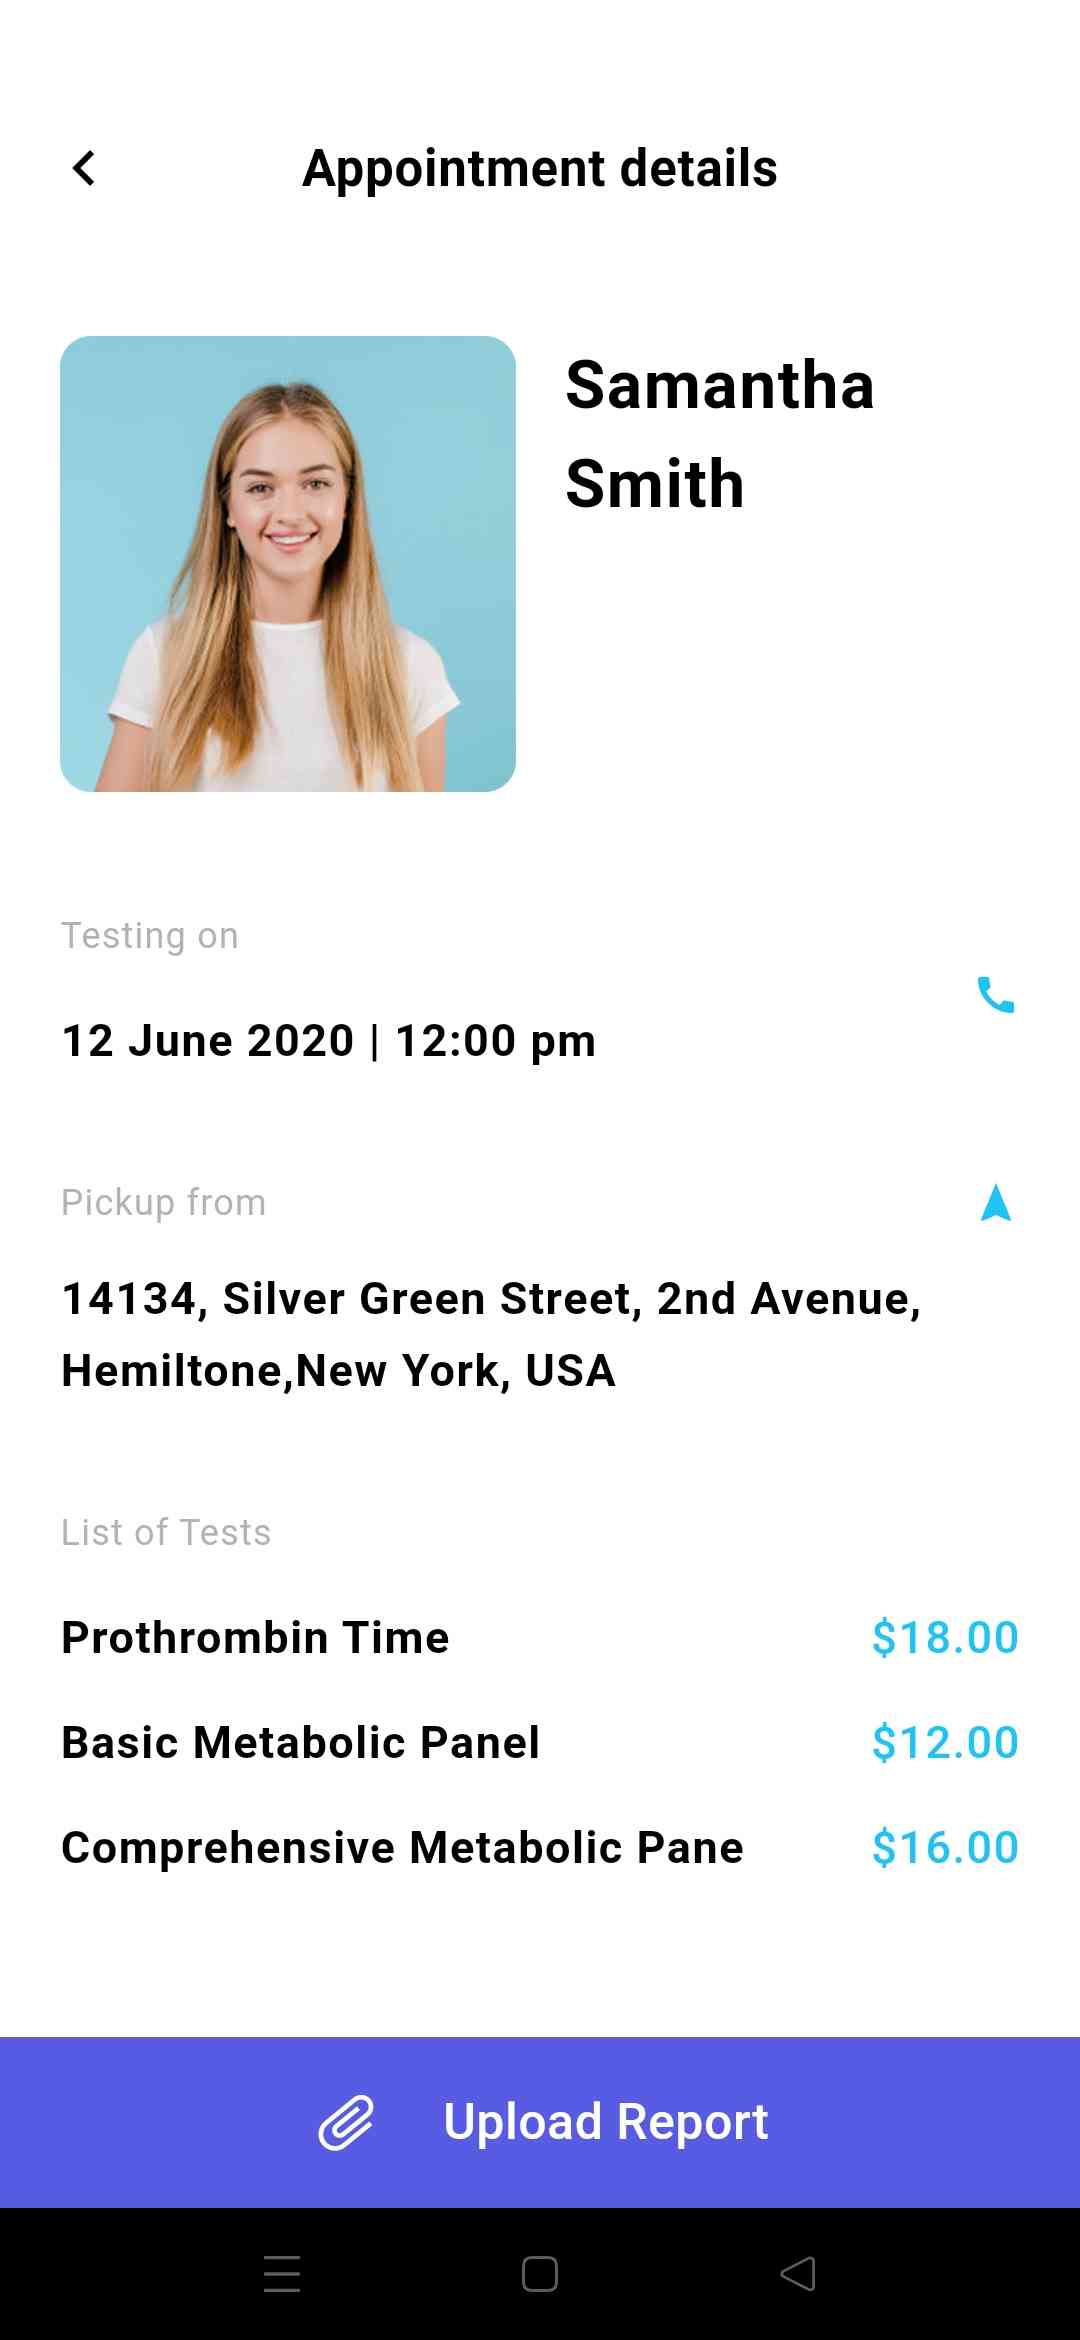 Appointment details
Samantha
Smith
Testing on
12 June 2020 | 12:00 pm
Pickup from
14134, Silver Green Street, 2nd Avenue,
Hemiltone,New York, USA
List of Tests
Prothrombin Time $18.00
Basic Metabolic Panel $12.00
Comprehensive Metabolic Pane $16.00
Upload Report